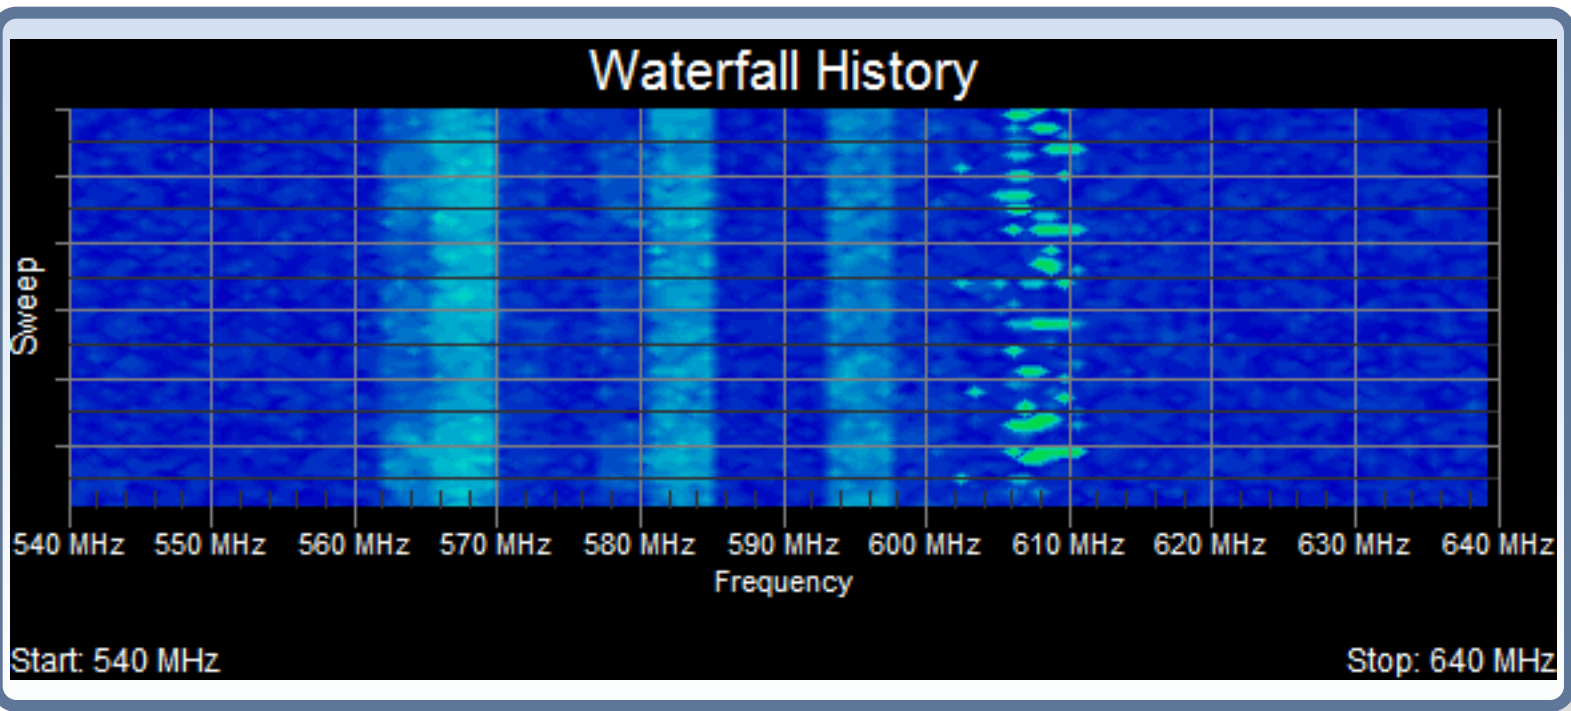 Waterfall History
Sweep
540 MHz 550 MHz 560 MHz 570 MHz 580 MHz 590 MHz 600 MHz 610 MHz 620 MHz 630 MHz 640 MHz
Frequency
Start: 540 MHz Stop: 640 MHz